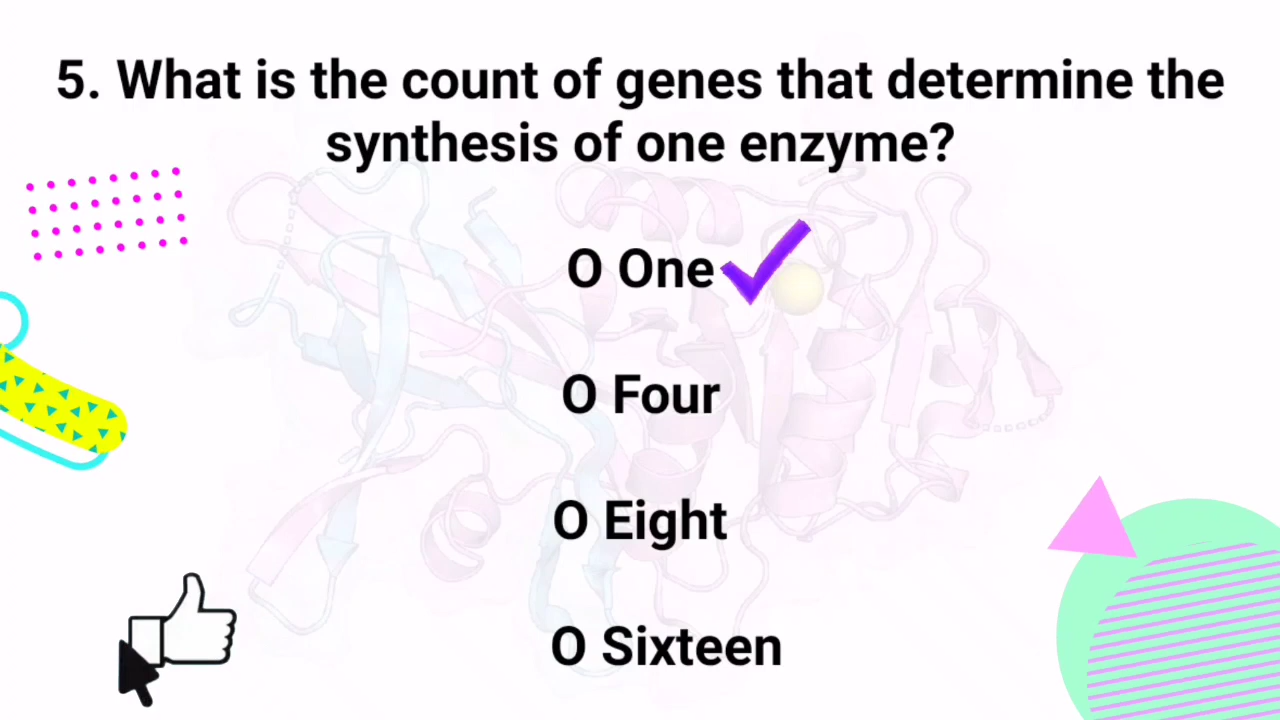 5. What is the count of genes that determine the
synthesis of one enzyme?
O One
O Four
O Eight
O Sixteen